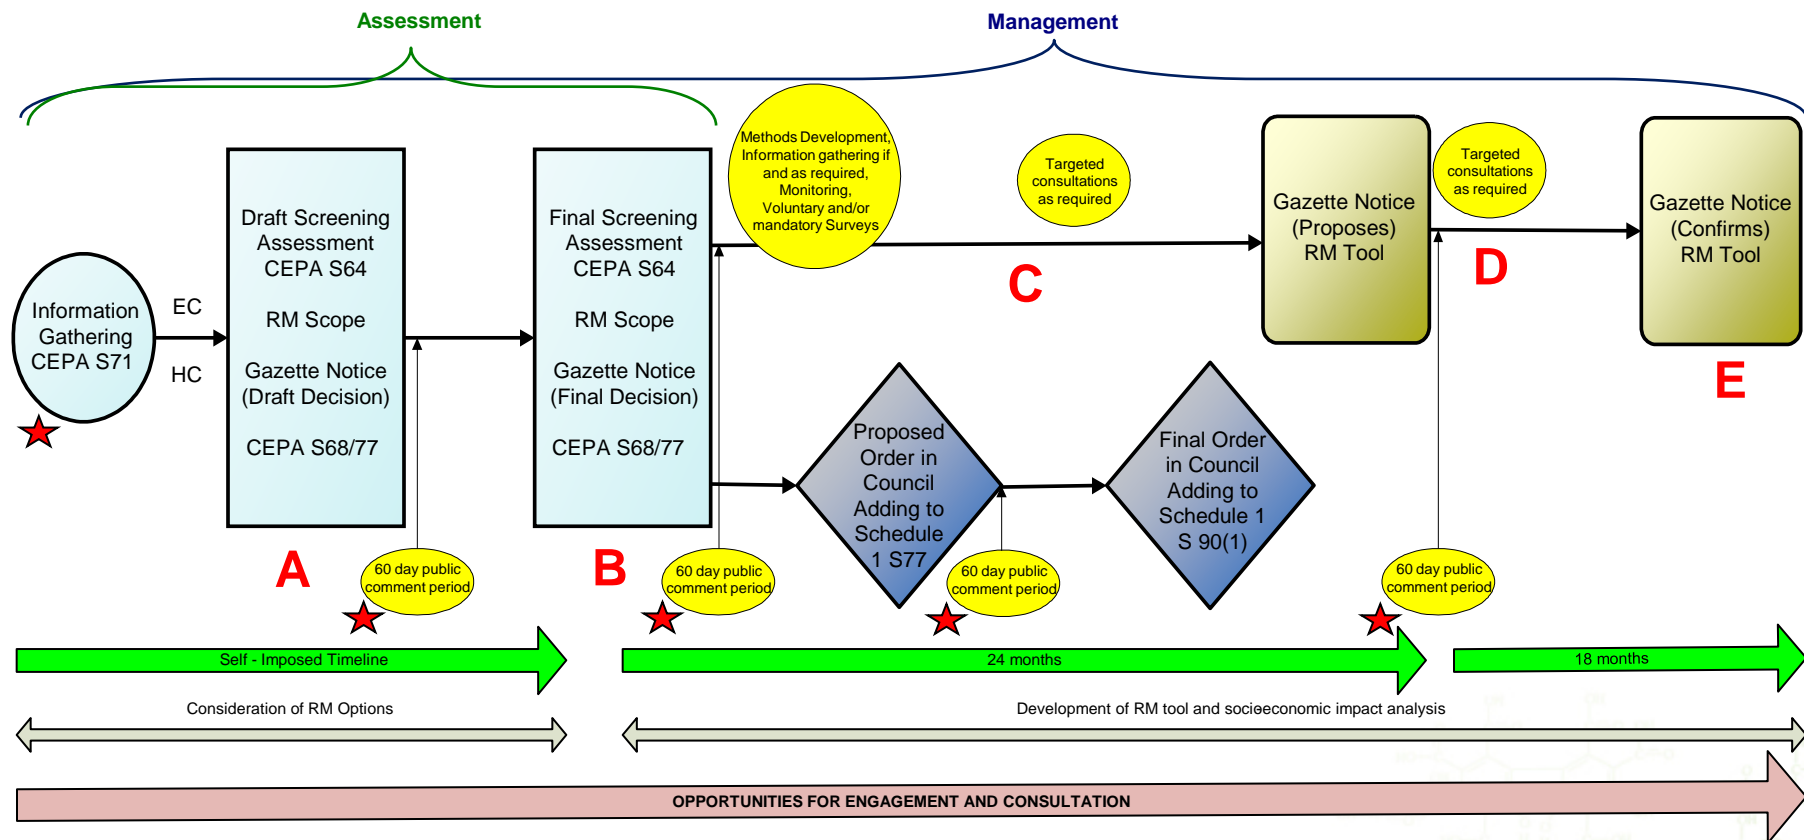 Assessment
Management
Information
Gathering
CEPA S71
EC
HC
Draft Screening
Assessment
CEPA S64
RM Scope
Gazette Notice
(Draft Decision)
CEPA S68/77
Final Screening
Assessment
CEPA S64
RM Scope
Gazette Notice
(Final Decision)
CEPA S68/77
Methods Development,
Information gathering if
and as required,
Monitoring,
Voluntary and/or
mandatory Surveys
Targeted
consultations
as required
Gazette Notice
(Proposes)
RM Tool
Targeted
consultations
as required
Gazette Notice
(Confirms)
RM Tool
C
D
E
Proposed
Order in
Council
Adding to
Schedule
1 S77
Final Order
in Council
Adding to
Schedule 1
S 90(1)
A
B
60 day public
comment period
60 day public
comment period
60 day public
comment period
60 day public
comment period
Self - Imposed Timeline
24 months
18 months
Consideration of RM Options
Development of RM tool and socioeconomic impact analysis
OPPORTUNITIES FOR ENGAGEMENT AND CONSULTATION